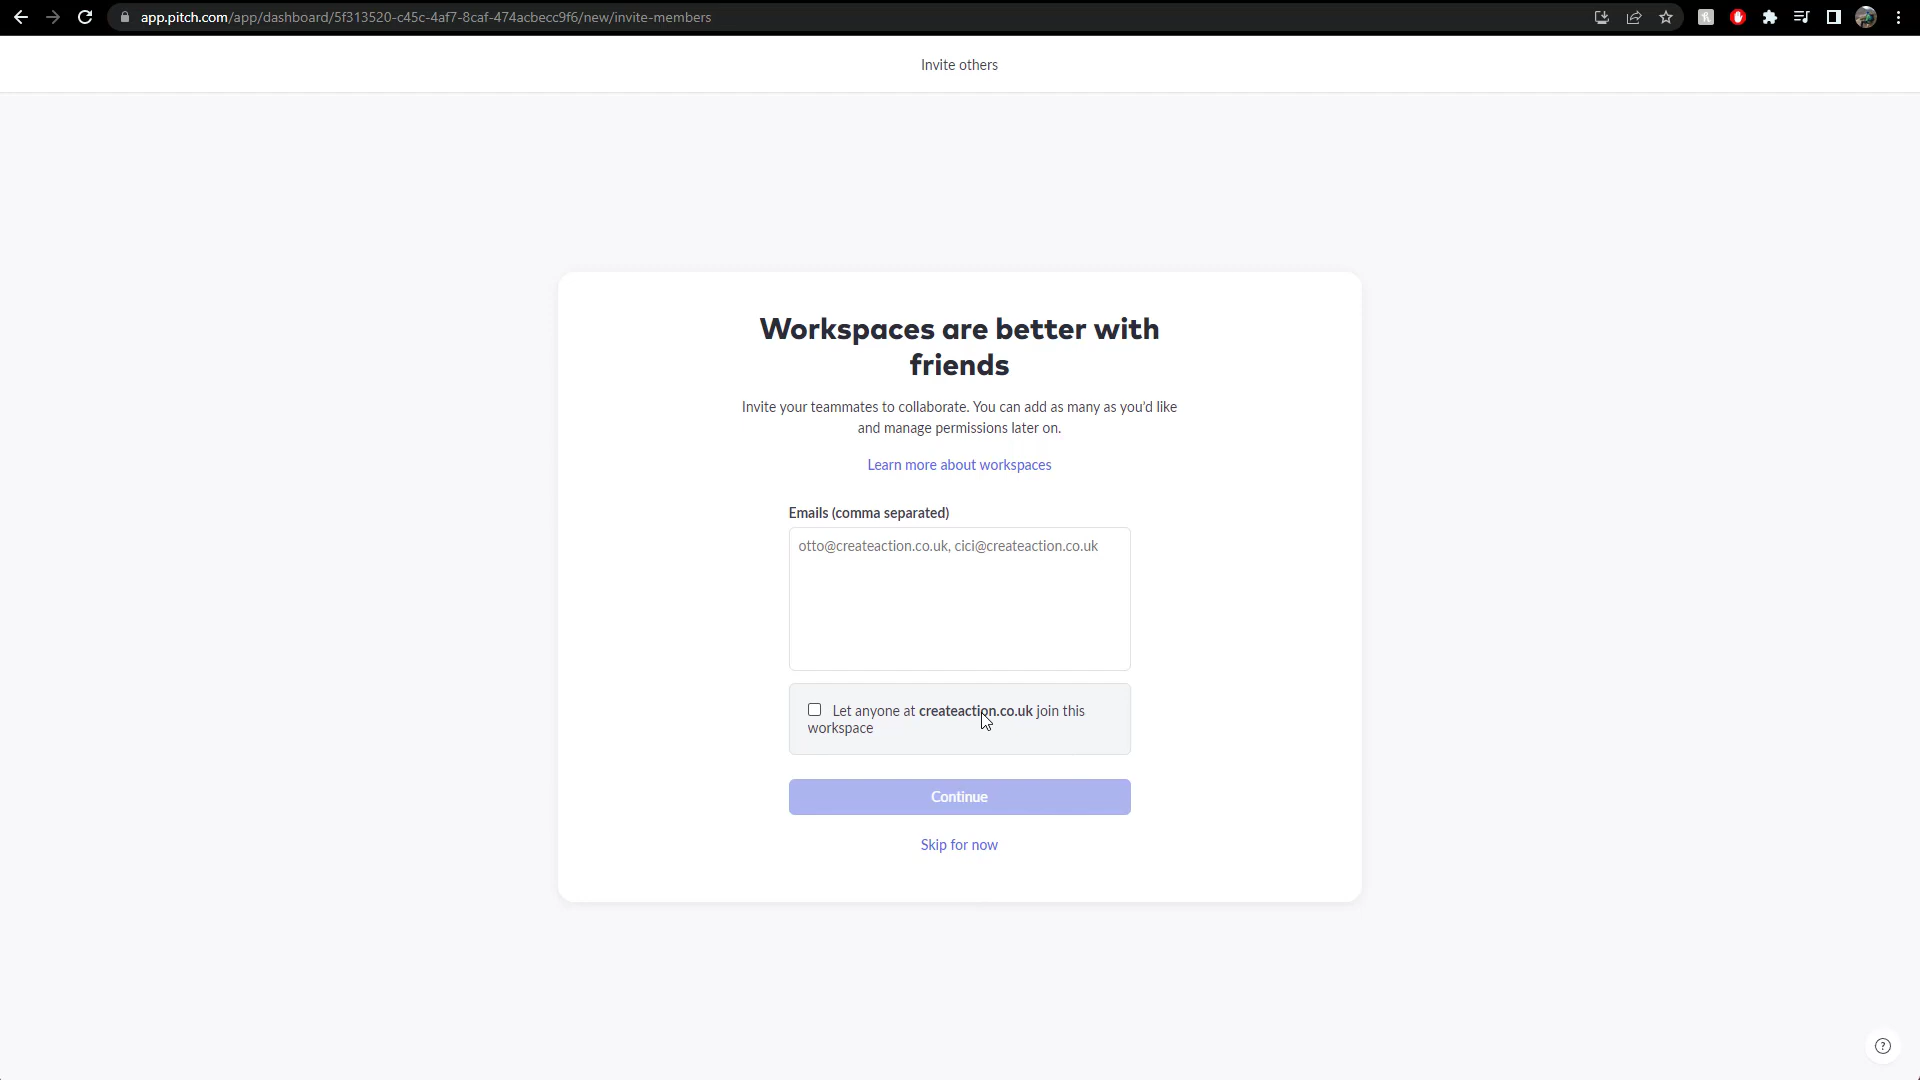 app.pitch.com/app/dashboard/5f313520-c45c-4af7-8caf-474acbecc9f6/new/invite-members
Invite others
Workspaces are better with
friends
Invite your teammates to collaborate. You can add as many as you'd like
and manage permissions later on.
Learn more about workspaces
Emails (comma separated)
otto@createaction.co.uk, cici@createaction.co.uk
Let anyone at createaction.co.uk join this
workspace
Continue
Skip for now
?